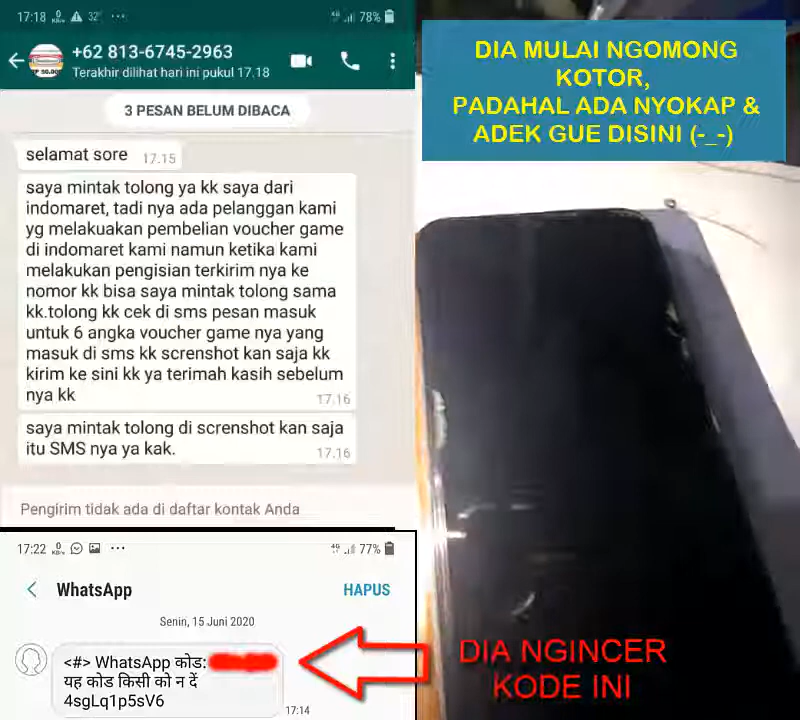 17:18 0 KB/s 32° ... 4G 78%
+62 813-6745-2963
Terakhir dilihat hari ini pukul 17.18
3 PESAN BELUM DIBACA
selamat sore 17.15
saya mintak tolong ya kk saya dari
indomaret, tadi nya ada pelanggan kami
yg melakuakan pembelian voucher game
di indomaret kami namun ketika kami
melakukan pengisian terkirim nya ke
nomor kk bisa saya mintak tolong sama
kk.tolong kk cek di sms pesan masuk
untuk 6 angka voucher game nya yang
masuk di sms kk screnshot kan saja kk
kirim ke sini kk ya terimah kasih sebelum
nya kk 17.16
saya mintak tolong di screnshot kan saja
itu SMS nya ya kak. 17.16
Pengirim tidak ada di daftar kontak Anda
17:22 0 KB/s ... 4G 77%
WhatsApp HAPUS
Senin, 15 Juni 2020
<#> WhatsApp कोड:
यह कोड किसी को न दें
4sgLq1p5sV6
17:14
DIA MULAI NGOMONG
KOTOR,
PADAHAL ADA NYOKAP &
ADEK GUE DISINI (-_-)
DIA NGINCER
KODE INI